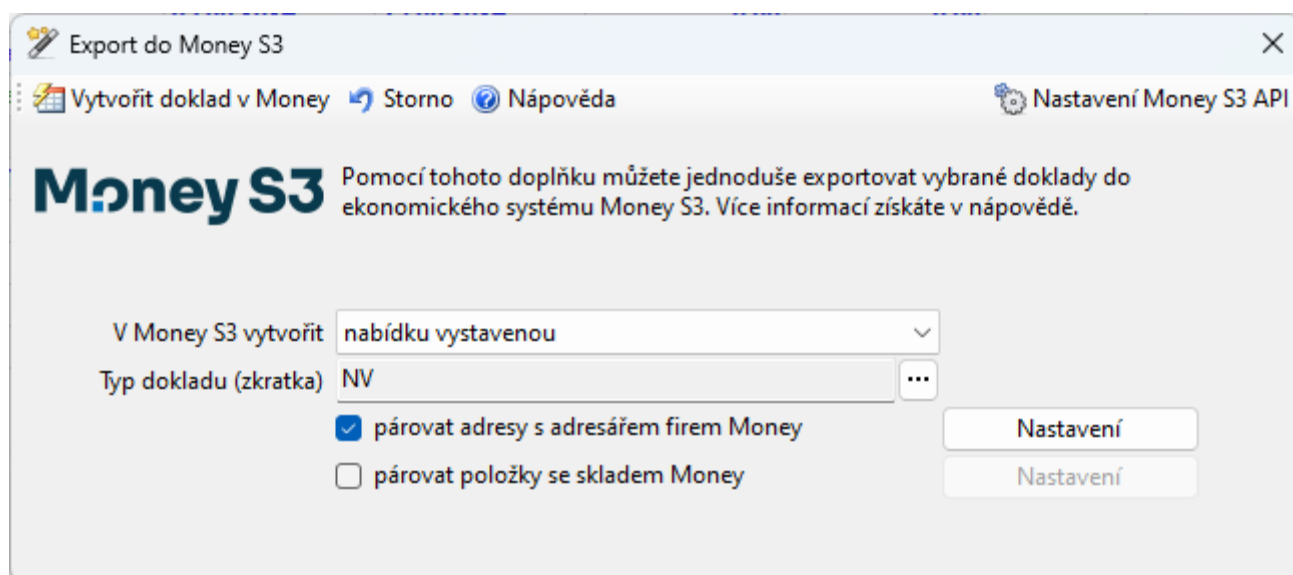 Export do Money S3
Vytvořit doklad v Money Storno Nápověda Nastavení Money S3 API
Money S3
Pomocí tohoto doplňku můžete jednoduše exportovat vybrané doklady do
ekonomického systému Money S3. Více informací získáte v nápovědě.
V Money S3 vytvořit nabídku vystavenou
Typ dokladu (zkratka) NV ...
párovat adresy s adresářem firem Money Nastavení
párovat položky se skladem Money Nastavení